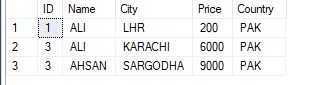 ID Name City Price Country
1 1 ALI LHR 200 PAK
2 3 ALI KARACHI 6000 PAK
3 3 AHSAN SARGODHA 9000 PAK